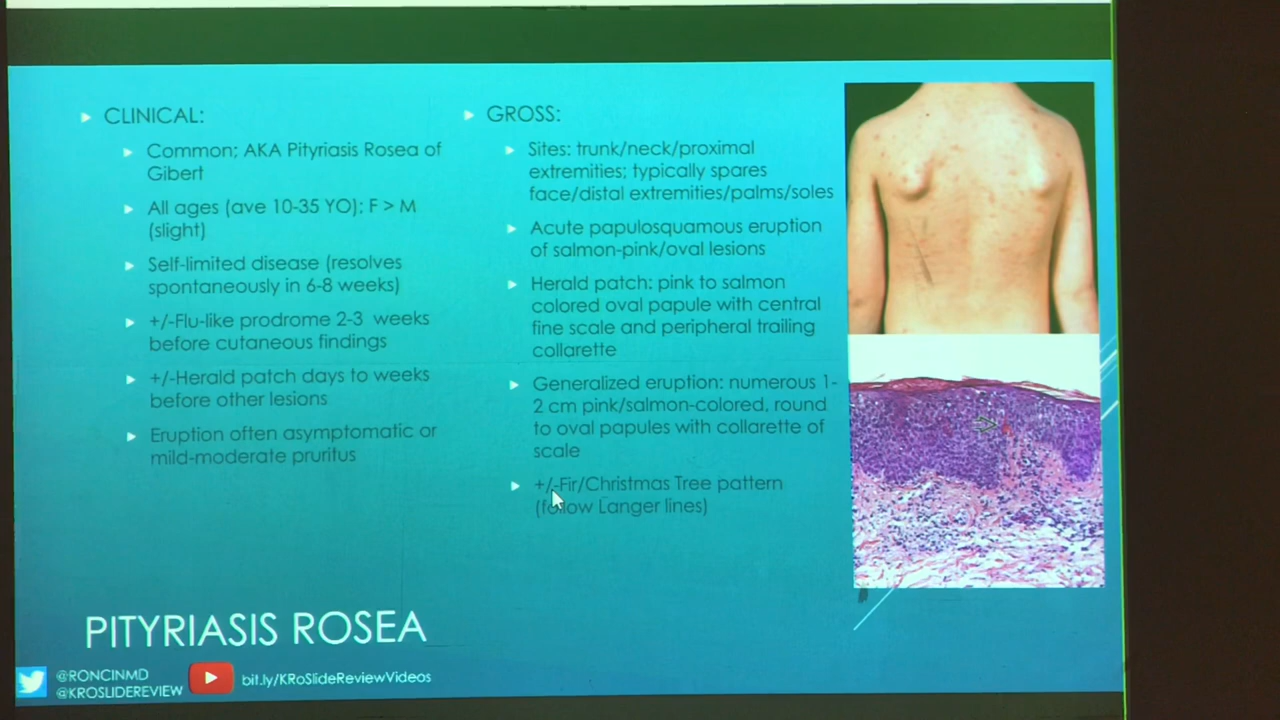 CLINICAL:
Common; AKA Pityriasis Rosea of
Gibert
All ages (ave 10-35 YO); F > M
(slight)
Self-limited disease (resolves
spontaneously in 6-8 weeks)
+/-Flu-like prodrome 2-3 weeks
before cutaneous findings
+/-Herald patch days to weeks
before other lesions
Eruption often asymptomatic or
mild-moderate pruritus
GROSS:
Sites: trunk/neck/proximal
extremities; typically spares
face/distal extremities/palms/soles
Acute papulosquamous eruption
of salmon-pink/oval lesions
Herald patch: pink to salmon
colored oval papule with central
fine scale and peripheral trailing
collarette
Generalized eruption: numerous 1-
2 cm pink/salmon-colored, round
to oval papules with collarette of
scale
+/-Fir/Christmas Tree pattern
(follow Langer lines)
PITYRIASIS ROSEA
@RONCINMD
@KROSLIDEREVIEW
bit.ly/KRoSlideReviewVideos